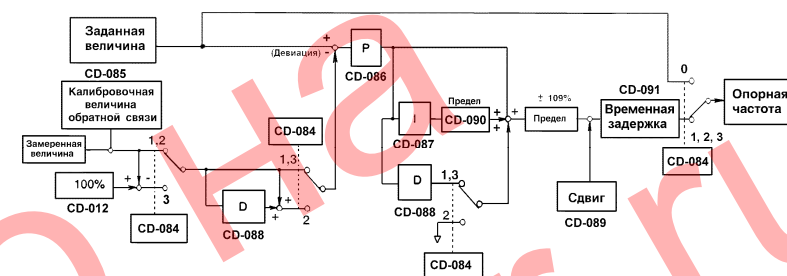 Заданная
величина
CD-085
Калибровочная
величина
обратной связи
Замеренная
величина
100%
CD-012
1,2
3
CD-084
D
CD-088
CD-084
1,3
2
+
-
(Девиация)
P
CD-086
I
CD-087
Предел
CD-090
D
CD-088
1,3
2
CD-084
± 109%
Предел
Сдвиг
CD-089
CD-091
Временная
задержка
0
1, 2, 3
CD-084
Опорная
частота